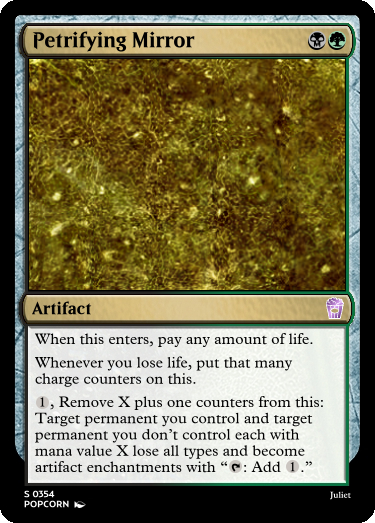 Petrifying Mirror
Artifact
When this enters, pay any amount of life.
Whenever you lose life, put that many
charge counters on this.
1, Remove X plus one counters from this:
Target permanent you control and target
permanent you don't control each with
mana value X lose all types and become
artifact enchantments with “: Add 1.”
S 0354
POPCORN
Juliet